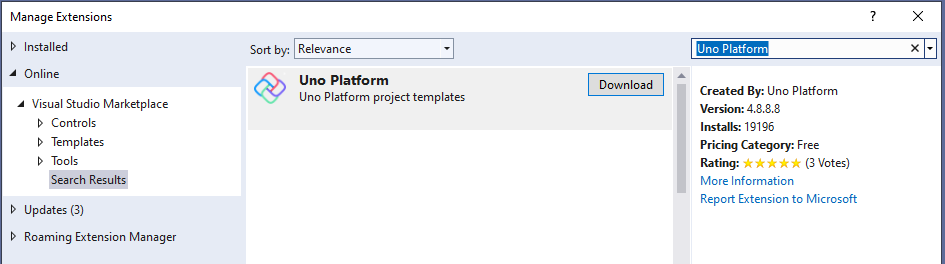 Manage Extensions
Installed
Online
Visual Studio Marketplace
Controls
Templates
Tools
Search Results
Updates (3)
Roaming Extension Manager
Sort by: Relevance
Uno Platform
Uno Platform project templates
Download
Uno Platform
Created By: Uno Platform
Version: 4.8.8.8
Installs: 19196
Pricing Category: Free
Rating: (3 Votes)
More Information
Report Extension to Microsoft